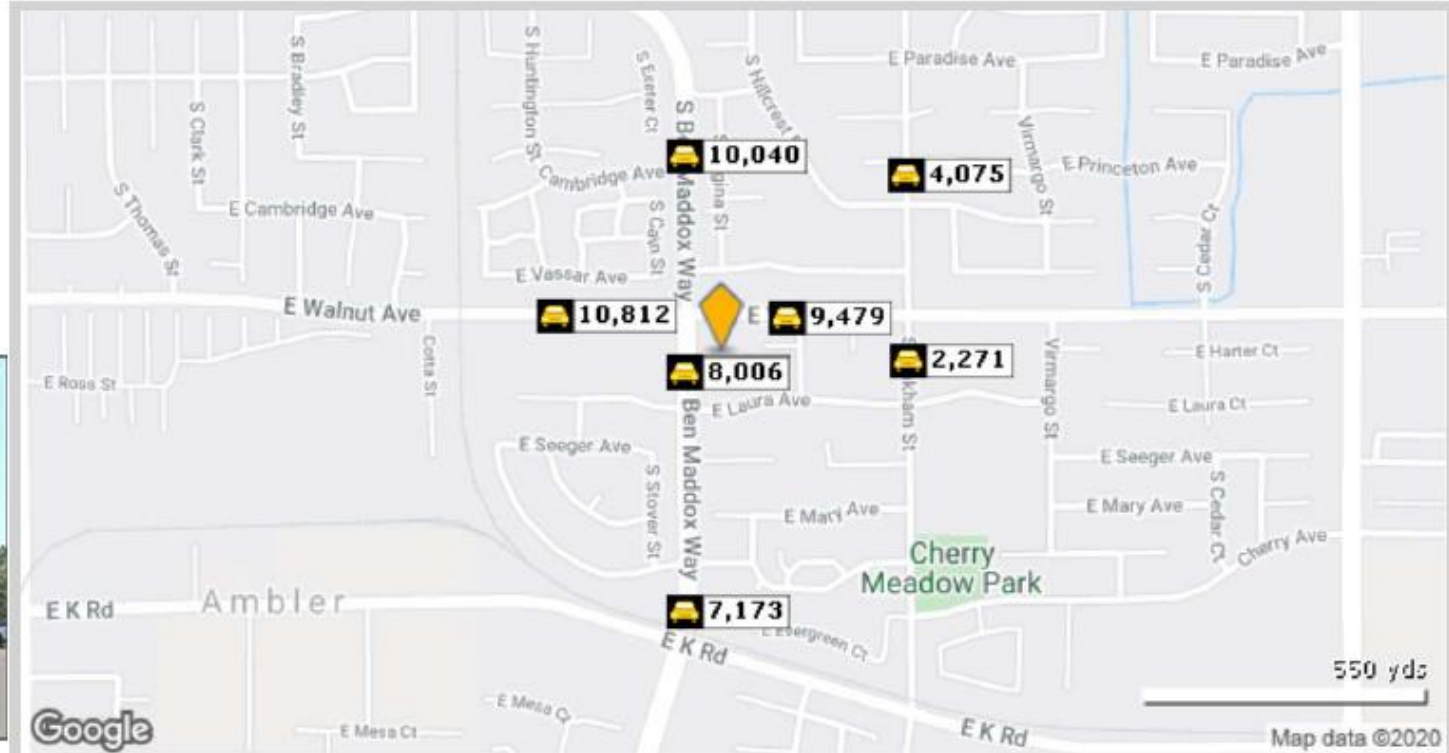 S Bradley St
S Huntington St
S Exeter Ct
S Hillcrest
E Paradise Ave
E Paradise Ave
S Clark St
10,040
4,075
Virmargo St
E Princeton Ave
Cambridge Ave
S Thomas St
E Cambridge Ave
S Cain St
Maddox Way
S Cedar Ct
E Vassar Ave
E Walnut Ave
10,812
E
9,479
Cotta St
8,006
2,271
Virmargo St
E Harter Ct
E Ross St
E Laura Ave
E Laura Ct
E Seeger Ave
Ben Maddox Way
E Seeger Ave
S Stover St
E Mary Ave
E Mary Ave
S Cedar Ct
Cherry Ave
Cherry
Meadow Park
E K Rd
Ambler
7,173
E Evergreen Ct
E K Rd
550 yds
E Mesa Ct
E Mesa Ct
E K Rd
Google
Map data ©2020